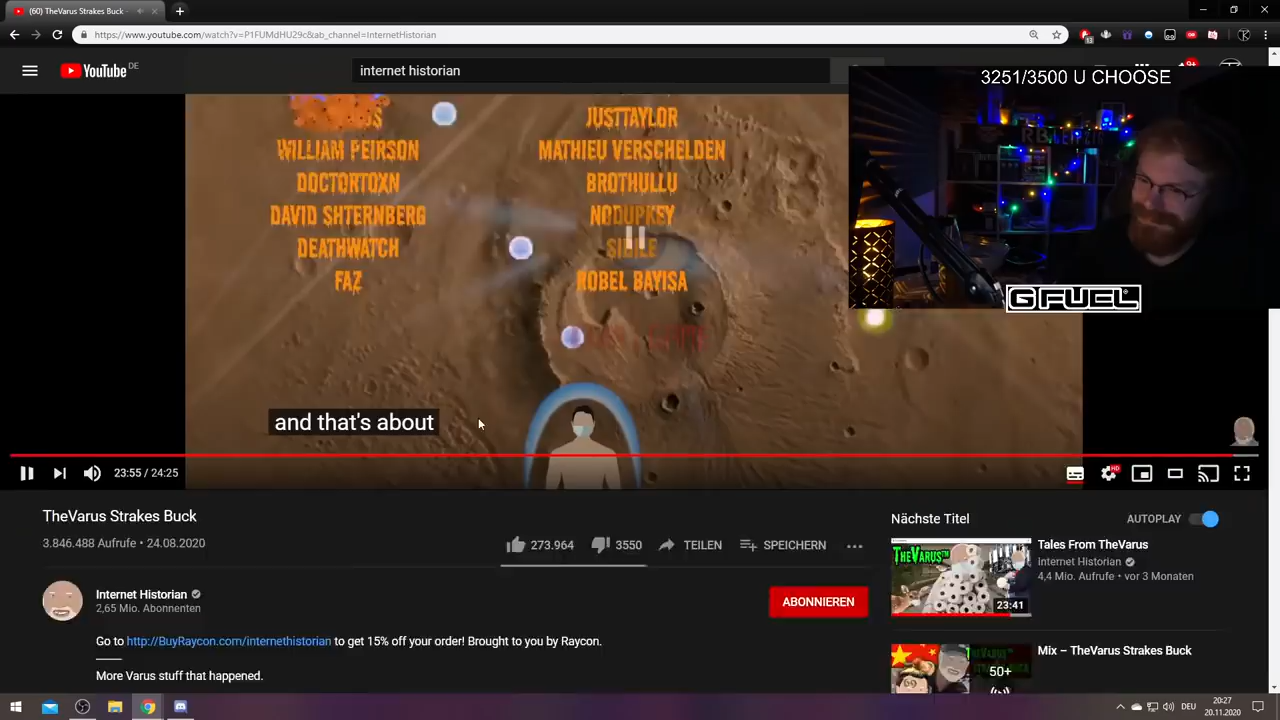 (60) TheVarus Strakes Buck -
https://www.youtube.com/watch?v=P1FUMdHU29c&ab_channel=InternetHistorian
YouTube DE
internet historian
3251/3500 U CHOOSE
JUSTTAYLOR
WILLIAM PEIRSON
MATHIEU VERSCHELDEN
DOCTORTOXN
BROTHULLU
DAVID SHTERNBERG
NODUPKEY
DEATHWATCH
SIBILE
FAZ
ROBEL BAYISA
G FUEL
and that's about
23:55 / 24:25
HD
TheVarus Strakes Buck
3.846.488 Aufrufe • 24.08.2020
273.964
3550
TEILEN
SPEICHERN
Internet Historian
2,65 Mio. Abonnenten
ABONNIEREN
Go to http://BuyRaycon.com/internethistorian to get 15% off your order! Brought to you by Raycon.
More Varus stuff that happened.
Nächste Titel
AUTOPLAY
THEVARUS™
23:41
Tales From TheVarus
Internet Historian
4,4 Mio. Aufrufe • vor 3 Monaten
50+
Mix – TheVarus Strakes Buck
DEU
20:27
20.11.2020